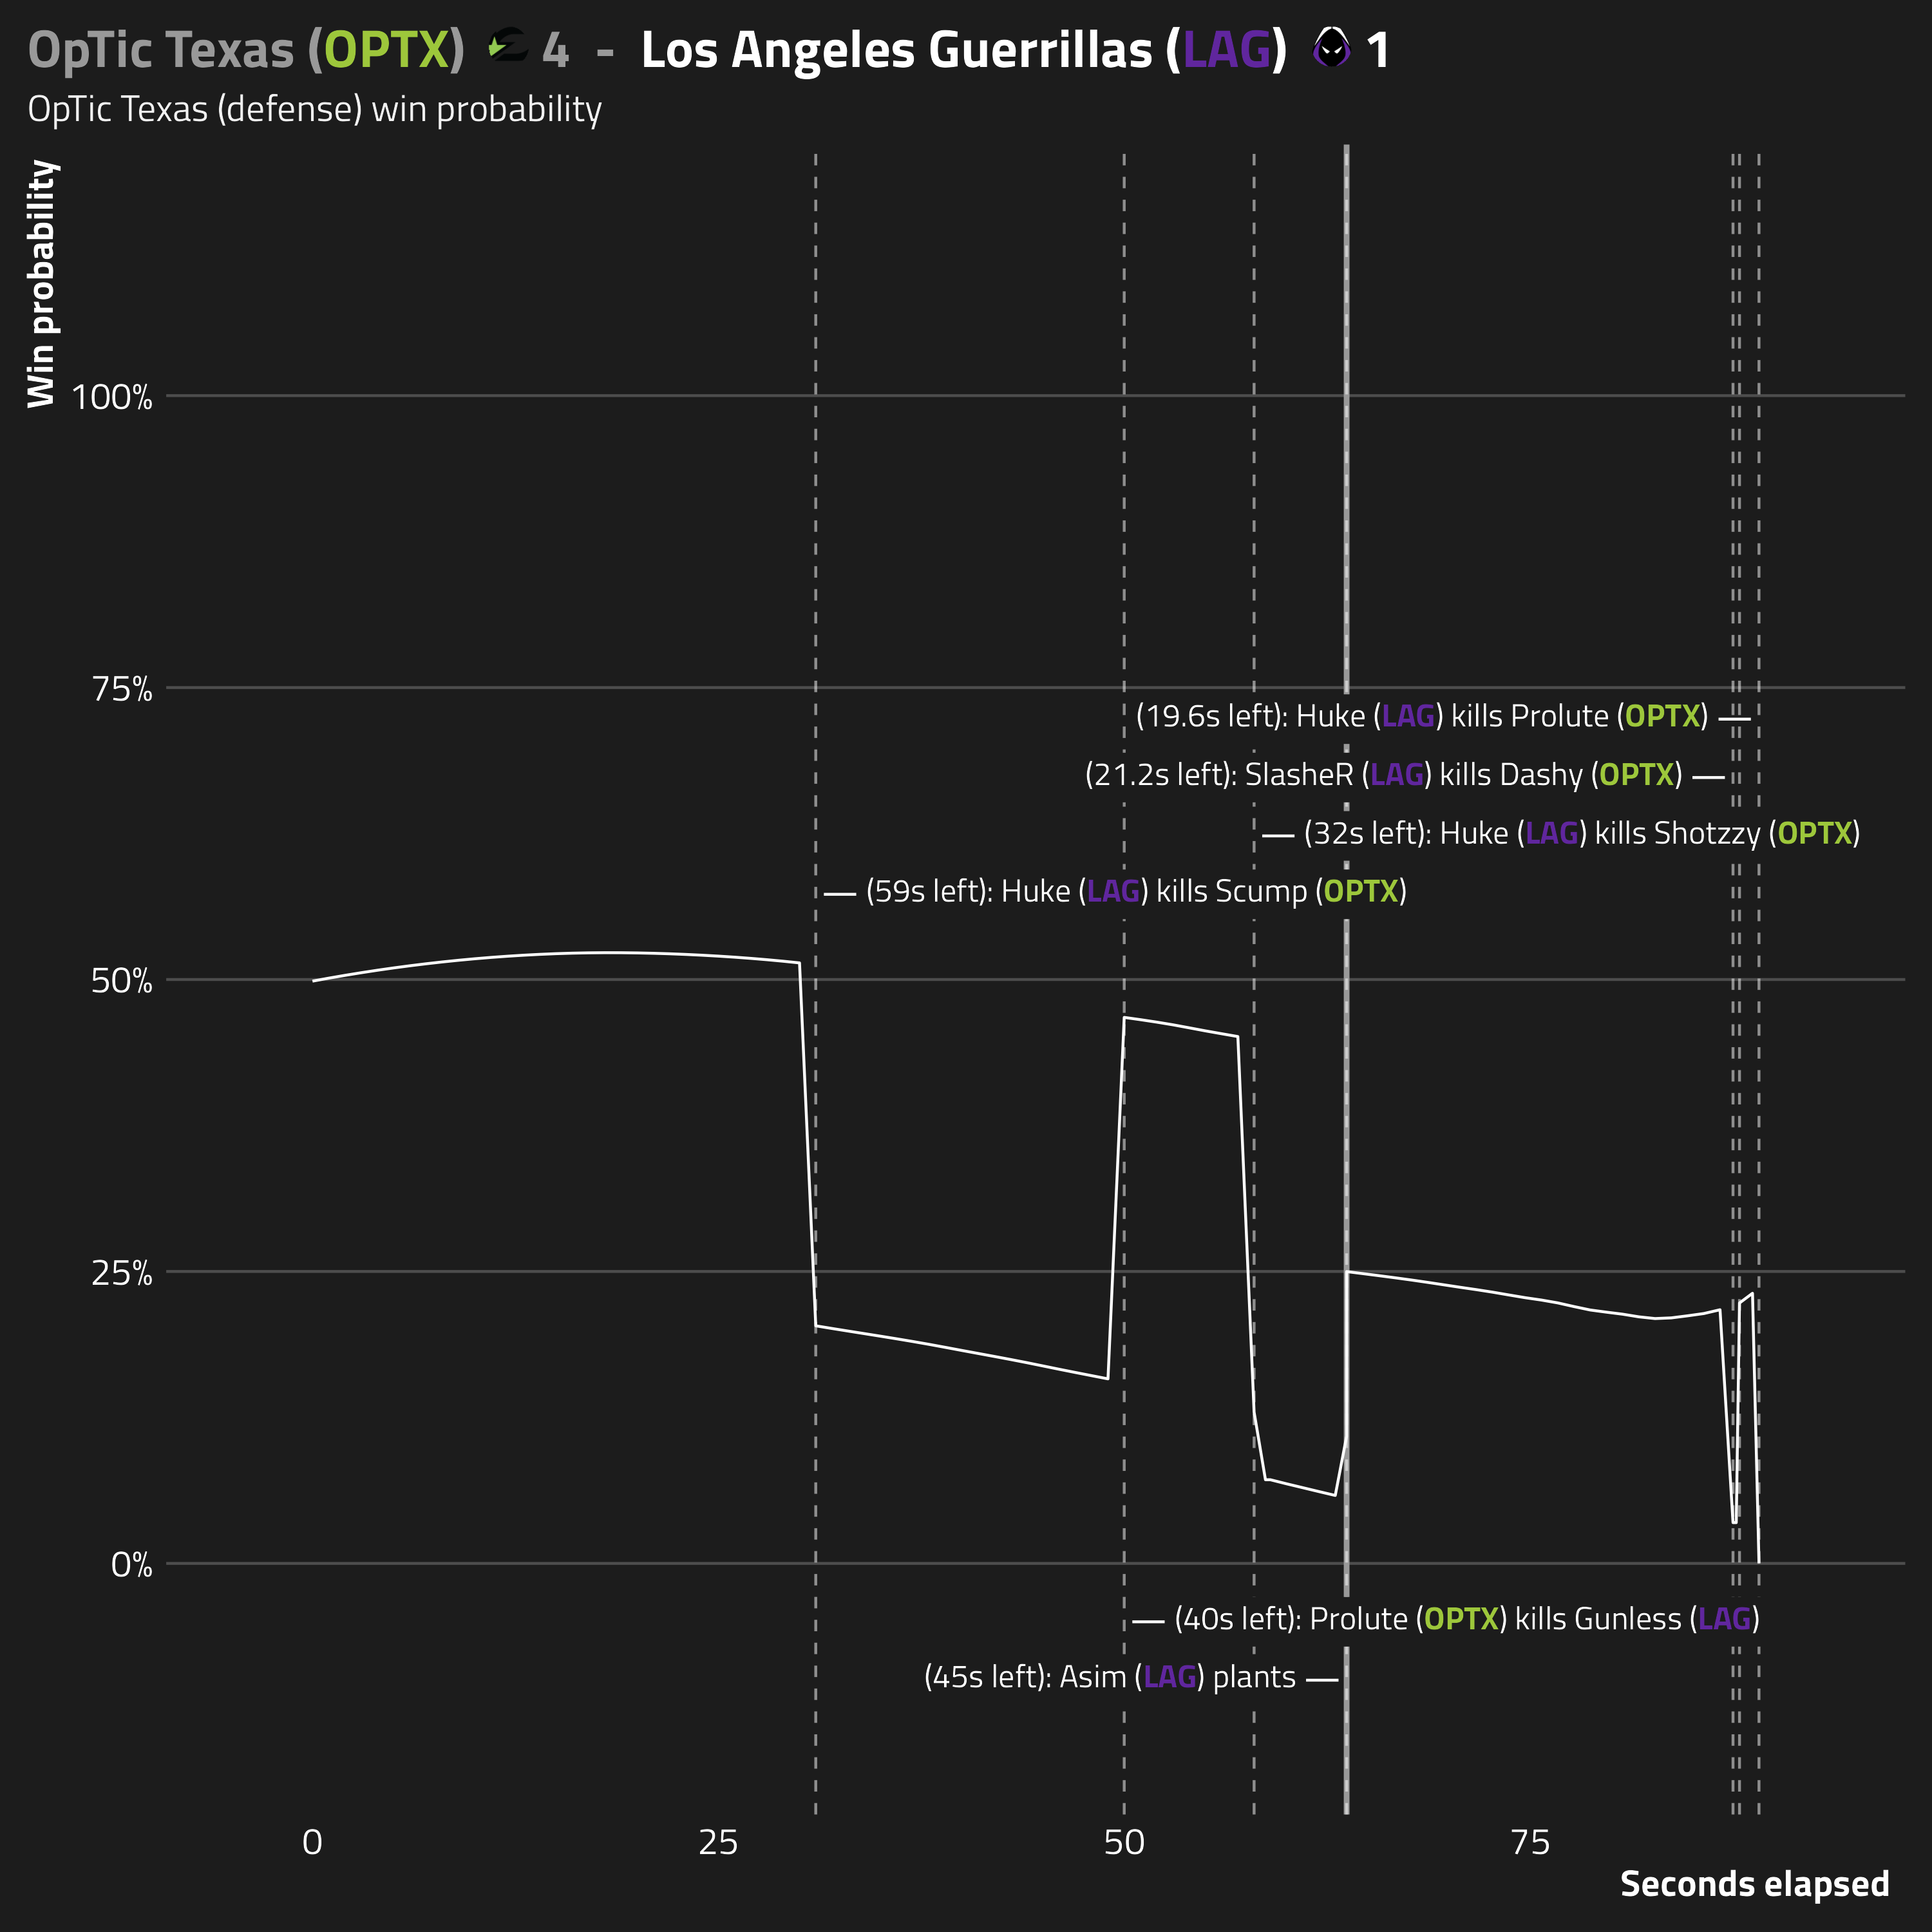 OpTic Texas (OPTX) 4 - Los Angeles Guerrillas (LAG) 1
OpTic Texas (defense) win probability
Win probability
100%
75%
(19.6s left): Huke (LAG) kills Prolute (OPTX)
(21.2s left): SlasheR (LAG) kills Dashy (OPTX)
(32s left): Huke (LAG) kills Shotzzy (OPTX)
(59s left): Huke (LAG) kills Scump (OPTX)
50%
25%
0%
(40s left): Prolute (OPTX) kills Gunless (LAG)
(45s left): Asim (LAG) plants
0 25 50 75
Seconds elapsed